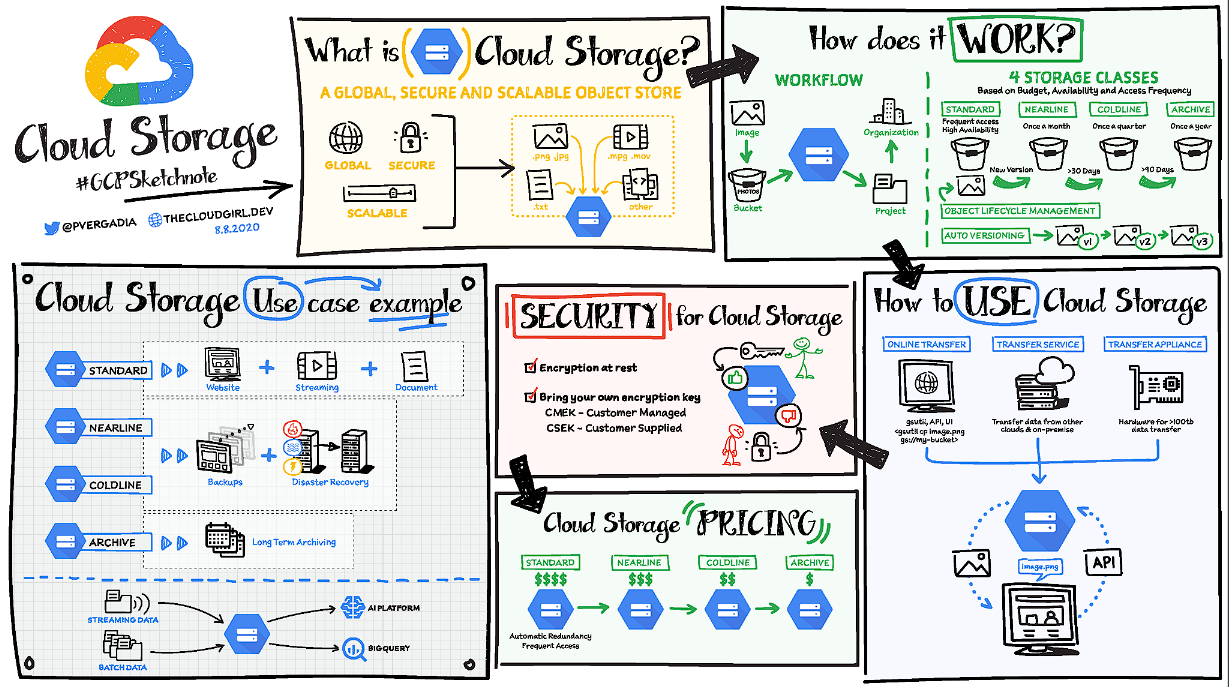 Cloud Storage
#GCPSketchnote
@PVERGADIA
THECLOUDGIRL.DEV
8.8.2020
What is Cloud Storage?
A GLOBAL, SECURE AND SCALABLE OBJECT STORE
GLOBAL
SECURE
SCALABLE
.png .jpg
.mpg .mov
.txt
other
How does it WORK?
WORKFLOW
Image
Bucket
PHOTOS
Organization
Project
4 STORAGE CLASSES
Based on Budget, Availability and Access Frequency
STANDARD
Frequent access
High Availability
NEARLINE
Once a month
COLDLINE
Once a quarter
ARCHIVE
Once a year
New Version
>30 Days
>90 Days
OBJECT LIFECYCLE MANAGEMENT
AUTO VERSIONING
v1
v2
v3
How to USE Cloud Storage
ONLINE TRANSFER
gsutil, API, UI
<gsutil cp image.png
gs://my-bucket>
TRANSFER SERVICE
Transfer data from other
clouds & on-premise
TRANSFER APPLIANCE
Hardware for >100tb
data transfer
image.png
API
SECURITY for Cloud Storage
Encryption at rest
Bring your own encryption key
CMEK - Customer Managed
CSEK - Customer Supplied
Cloud Storage PRICING
STANDARD
$$$$
NEARLINE
$$$
COLDLINE
$$
ARCHIVE
$
Automatic Redundancy
Frequent Access
Cloud Storage Use case example
STANDARD
Website
+
Streaming
+
Document
NEARLINE
COLDLINE
Backups
+
Disaster Recovery
ARCHIVE
Long Term Archiving
STREAMING DATA
BATCH DATA
AI PLATFORM
BIGQUERY